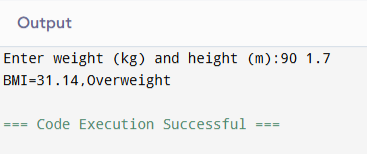 Output
Enter weight (kg) and height (m):90 1.7
BMI=31.14,Overweight
=== Code Execution Successful ===